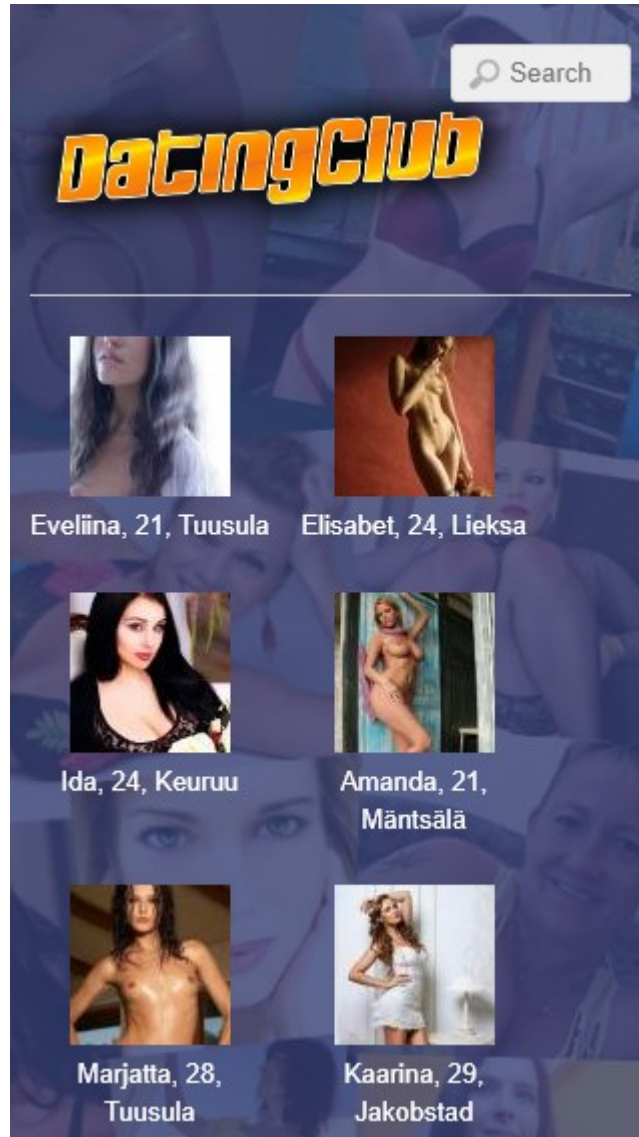 Search
DatingClub
Eveliina, 21, Tuusula
Elisabet, 24, Lieksa
Ida, 24, Keuruu
Amanda, 21,
Mäntsälä
Marjatta, 28,
Tuusula
Kaarina, 29,
Jakobstad